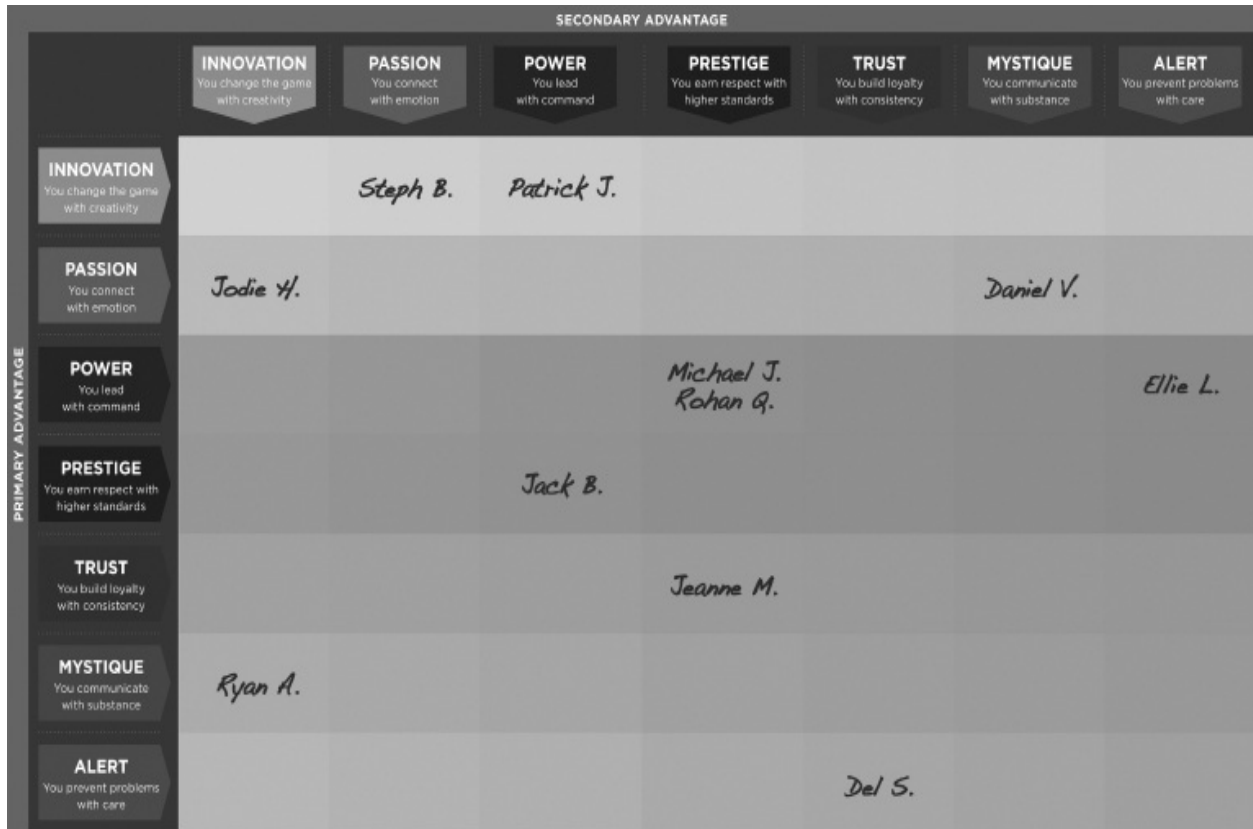 SECONDARY ADVANTAGE
INNOVATION
You change the game
with creativity
PASSION
You connect
with emotion
POWER
You lead
with command
PRESTIGE
You earn respect with
higher standards
TRUST
You build loyalty
with consistency
MYSTIQUE
You communicate
with substance
ALERT
You prevent problems
with care
PRIMARY ADVANTAGE
INNOVATION
You change the game
with creativity
Steph B.
Patrick J.
PASSION
You connect
with emotion
Jodie H.
Daniel V.
POWER
You lead
with command
Michael J.
Rohan Q.
Ellie L.
PRESTIGE
You earn respect with
higher standards
Jack B.
TRUST
You build loyalty
with consistency
Jeanne M.
MYSTIQUE
You communicate
with substance
Ryan A.
ALERT
You prevent problems
with care
Del S.